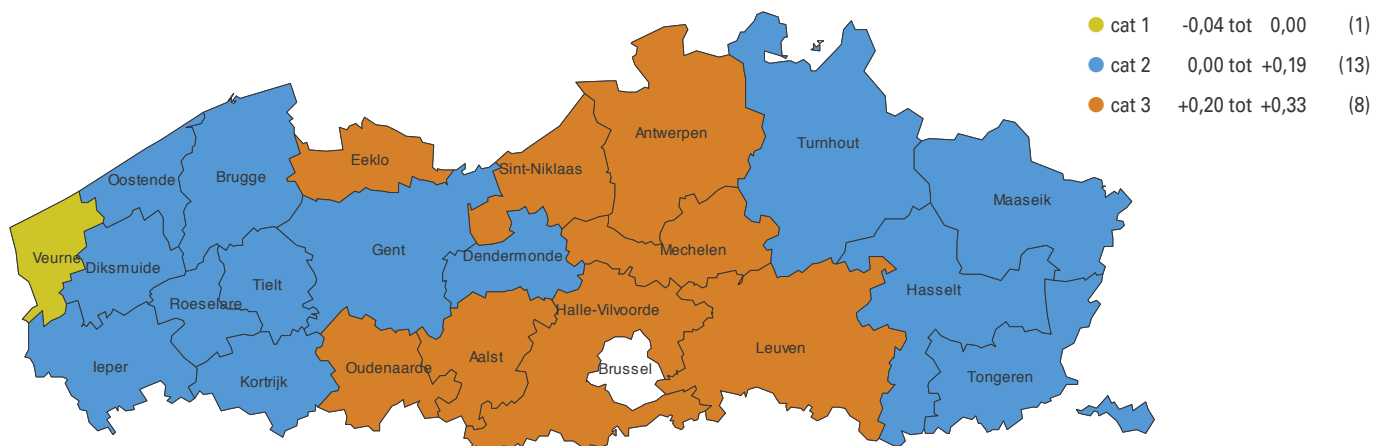 cat 1 -0,04 tot 0,00 (1)
cat 2 0,00 tot +0,19 (13)
cat 3 +0,20 tot +0,33 (8)
Antwerpen
Turnhout
Eeklo
Sint-Niklaas
Oostende
Brugge
Maaseik
Gent
Mechelen
Veurne
Diksmuide
Dendermonde
Tielt
Hasselt
Roeselare
Halle-Vilvoorde
Leuven
Aalst
Ieper
Oudenaarde
Brussel
Kortrijk
Tongeren